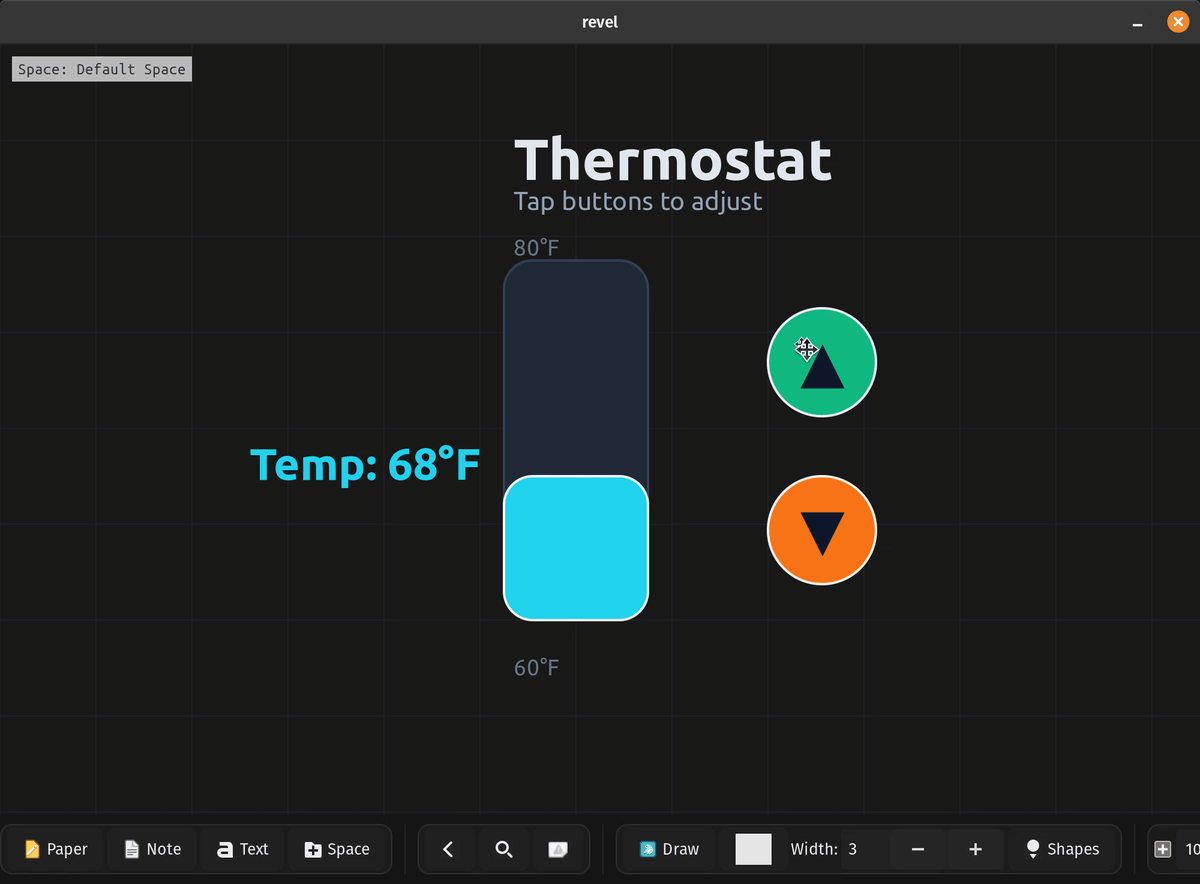 revel
Space: Default Space
Thermostat
Tap buttons to adjust
80°F
Temp: 68°F
60°F
Paper
Note
Text
Space
Draw
Width: 3
Shapes
10